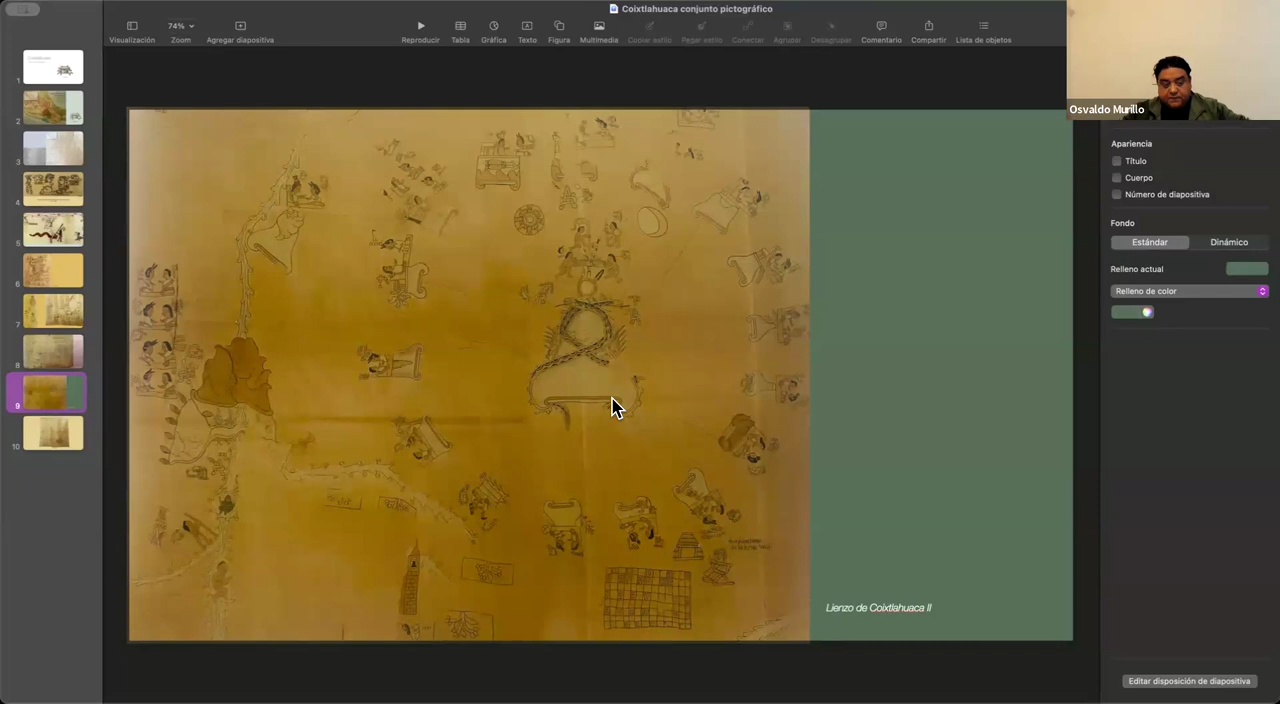 Coixtlahuaca conjunto pictográfico
74%
Visualización
Zoom
Agregar diapositiva
Reproducir
Tabla
Gráfica
Texto
Figura
Multimedia
Copiar estilo
Pegar estilo
Conectar
Agrupar
Desagrupar
Comentario
Compartir
Lista de objetos
Osvaldo Murillo
1
2
3
4
5
6
7
8
9
10
Lienzo de Coixtlahuaca II
Apariencia
Título
Cuerpo
Número de diapositiva
Fondo
Estándar
Dinámico
Relleno actual
Relleno de color
Editar disposición de diapositiva